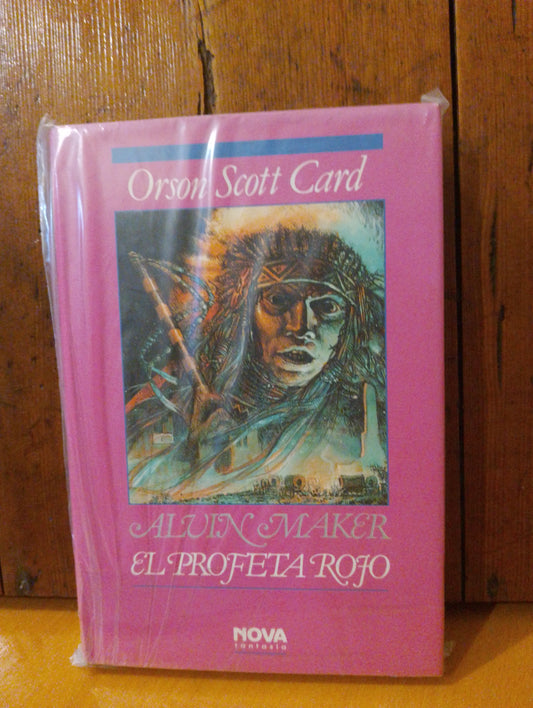 Orson Scott Card
ALVIN MAKER
EL PROFETA ROJO
NOVA
fantasía